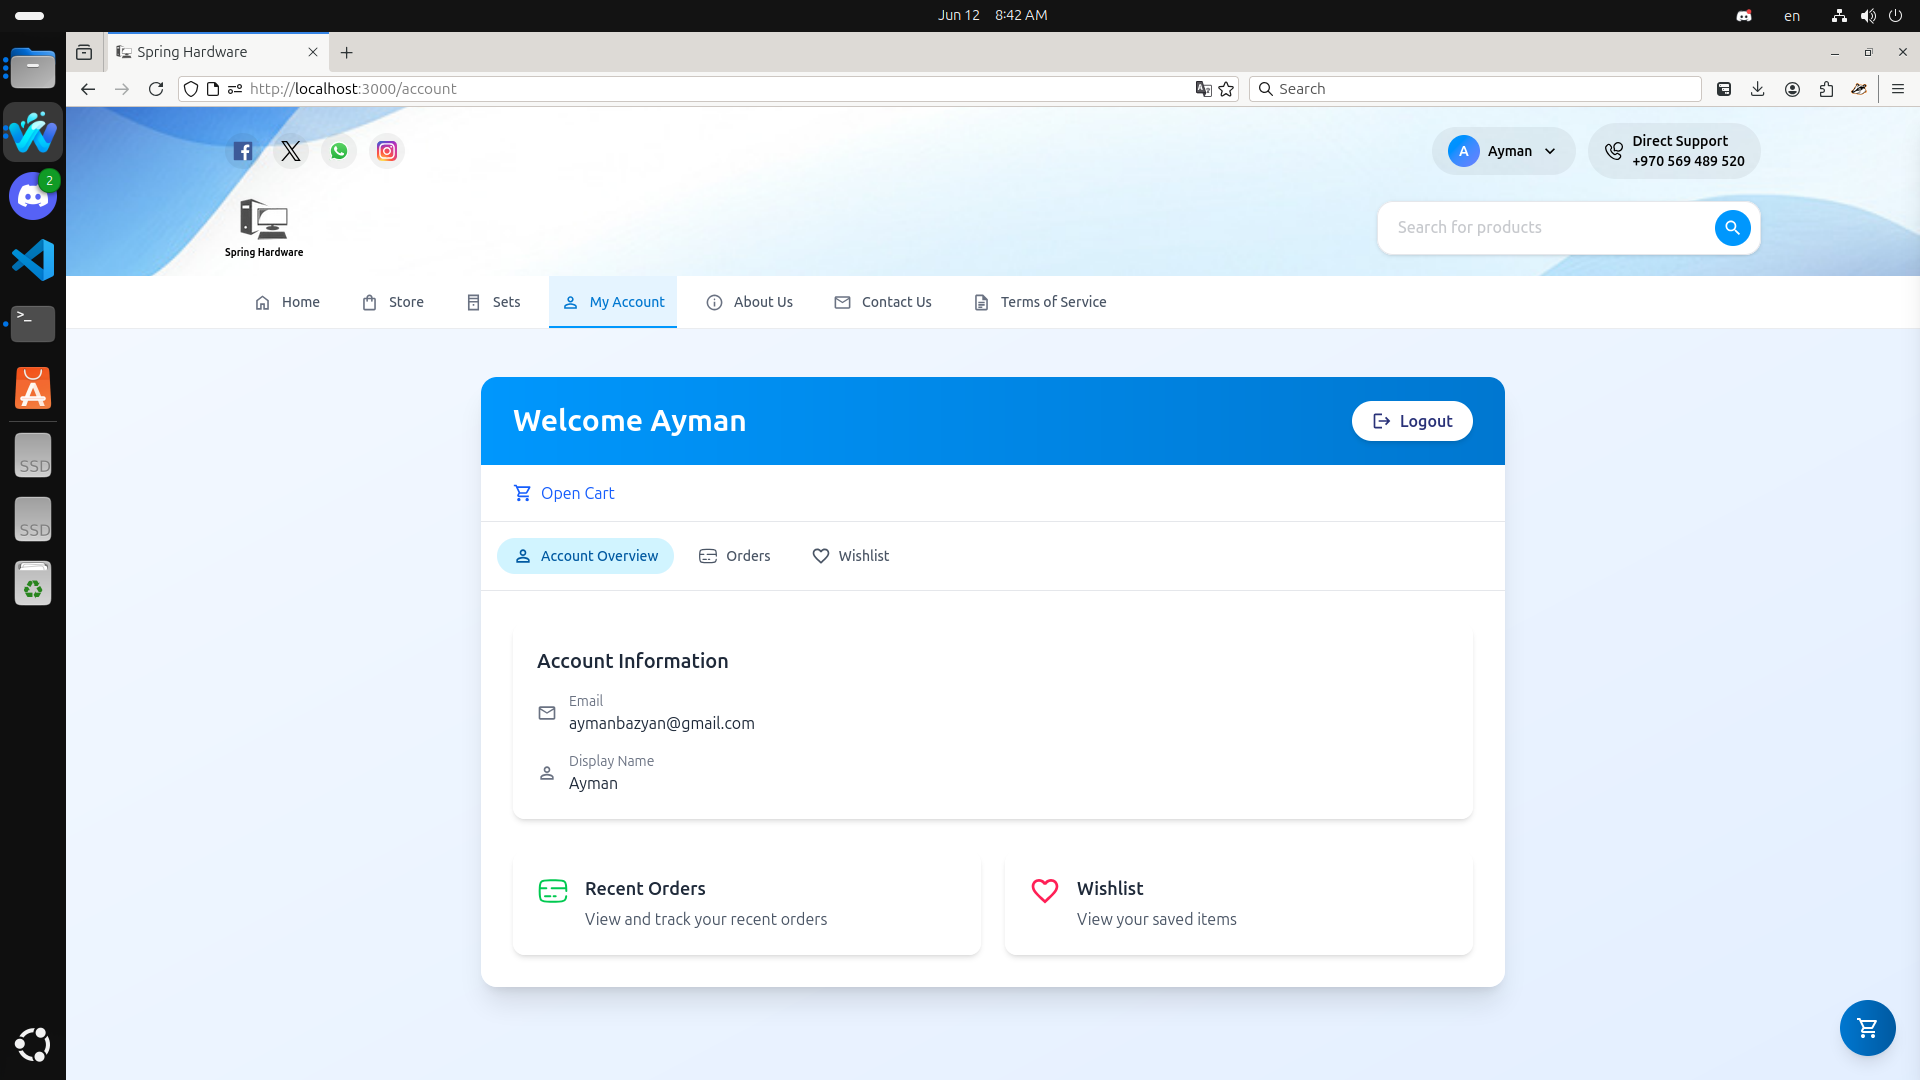 Jun 12 8:42 AM
en
Spring Hardware
http://localhost:3000/account
Search
2
A
Ayman
Direct Support
+970 569 489 520
Spring Hardware
Search for products
Home
Store
Sets
My Account
About Us
Contact Us
Terms of Service
Welcome Ayman
Logout
Open Cart
Account Overview
Orders
Wishlist
Account Information
Email
aymanbazyan@gmail.com
Display Name
Ayman
Recent Orders
View and track your recent orders
Wishlist
View your saved items
SSD
SSD